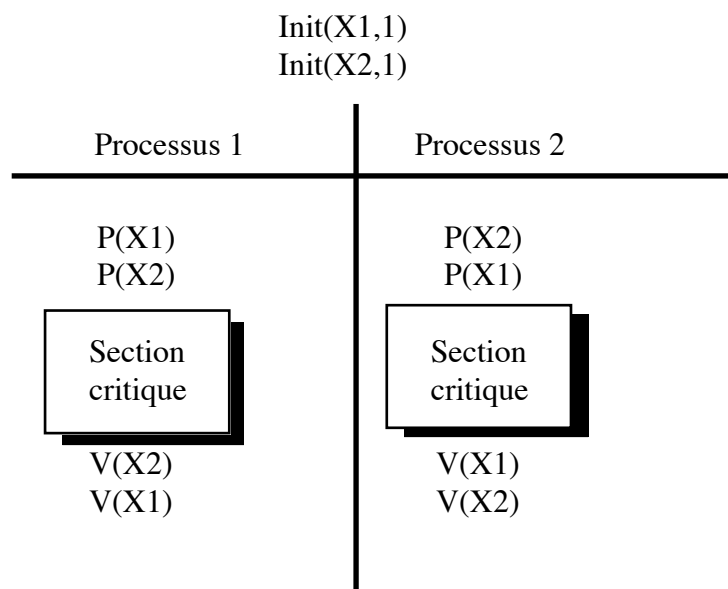 Init(X1,1)
Init(X2,1)
Processus 1
Processus 2
P(X1)
P(X2)
Section
critique
V(X2)
V(X1)
P(X2)
P(X1)
Section
critique
V(X1)
V(X2)